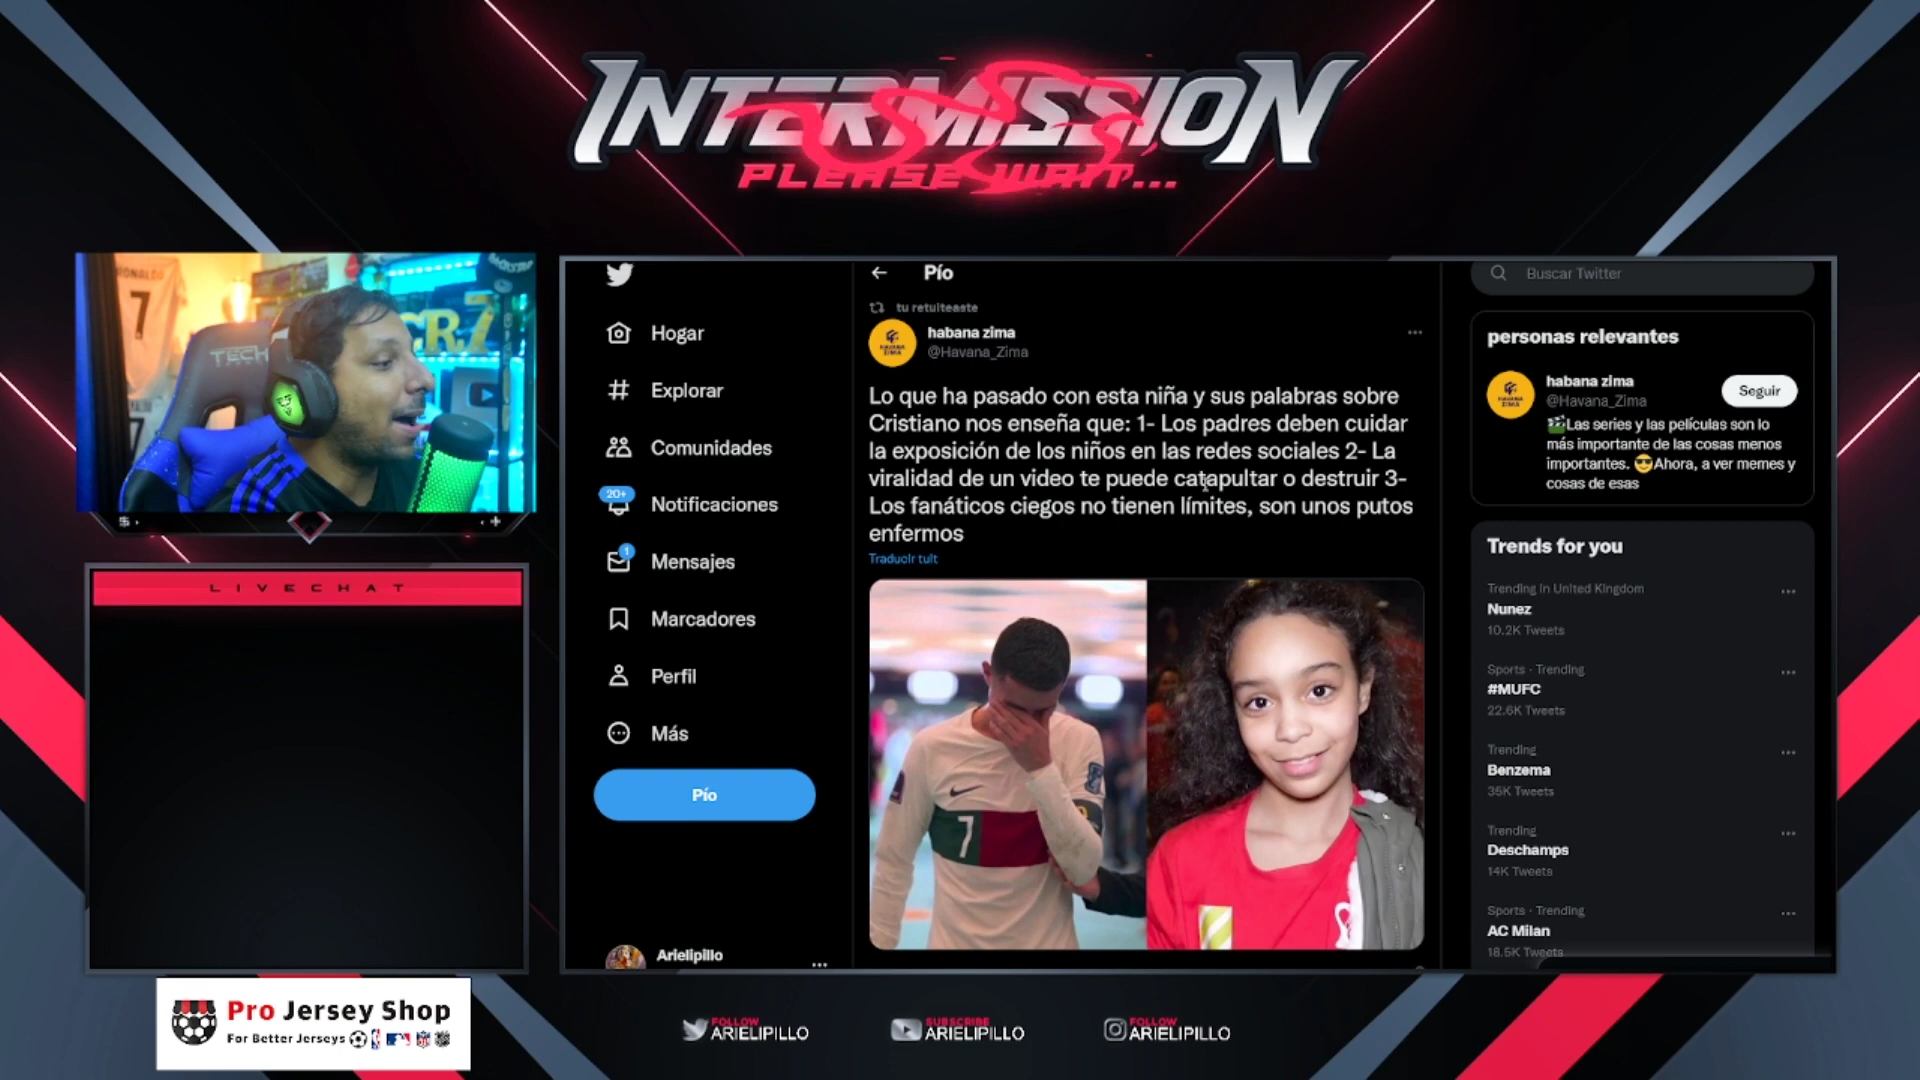 INTERMISSION
PLEASE WAIT...
RONALDO
7
TECH
CR7
LIVECHAT
Hogar
Explorar
Comunidades
20+
Notificaciones
1
Mensajes
Marcadores
Perfil
Más
Pío
Arielipillo
Pío
tu retuiteaste
habana zima
@Havana_Zima
Lo que ha pasado con esta niña y sus palabras sobre
Cristiano nos enseña que: 1- Los padres deben cuidar
la exposición de los niños en las redes sociales 2- La
viralidad de un video te puede catapultar o destruir 3-
Los fanáticos ciegos no tienen límites, son unos putos
enfermos
Traducir tuit
7
Buscar Twitter
personas relevantes
habana zima
@Havana_Zima
Seguir
Las series y las películas son lo
más importante de las cosas menos
importantes. 😎Ahora, a ver memes y
cosas de esas
Trends for you
Trending in United Kingdom
Nunez
10.2K Tweets
Sports · Trending
#MUFC
22.6K Tweets
Trending
Benzema
35K Tweets
Trending
Deschamps
14K Tweets
Sports · Trending
AC Milan
18.5K Tweets
Pro Jersey Shop
For Better Jerseys
FOLLOW
ARIELIPILLO
SUBSCRIBE
ARIELIPILLO
FOLLOW
ARIELIPILLO